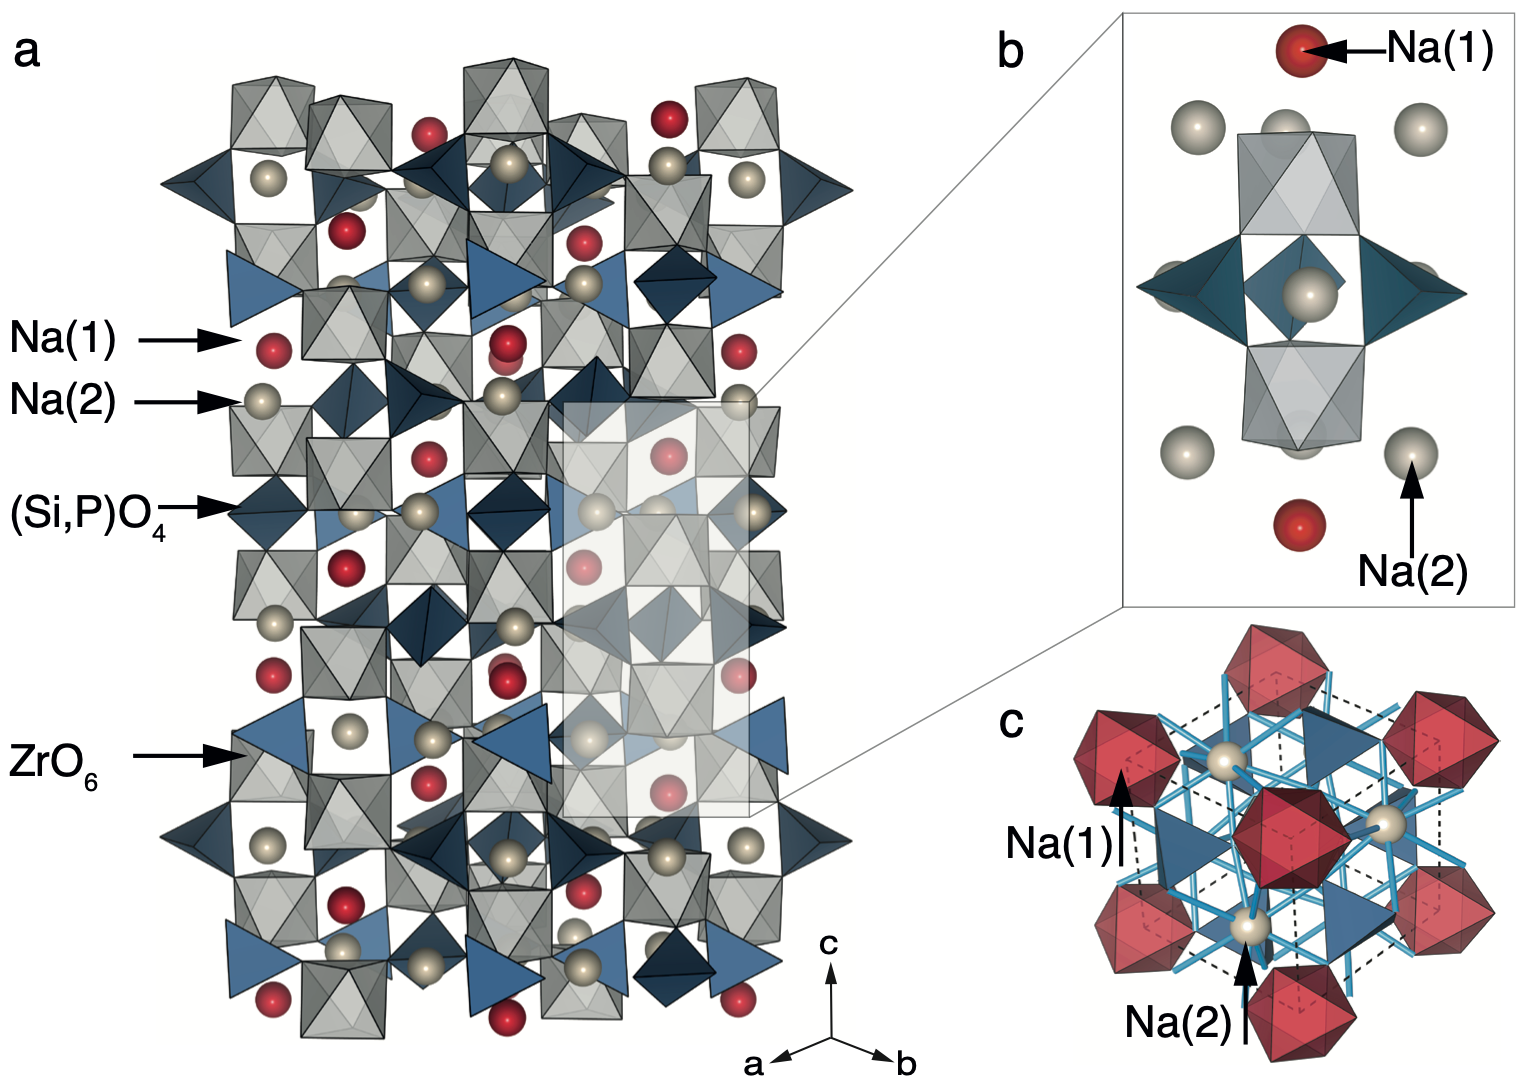 a
Na(1)
Na(2)
(Si,P)O₄
ZrO₆
c
a
b
b
Na(1)
Na(2)
c
Na(1)
Na(2)